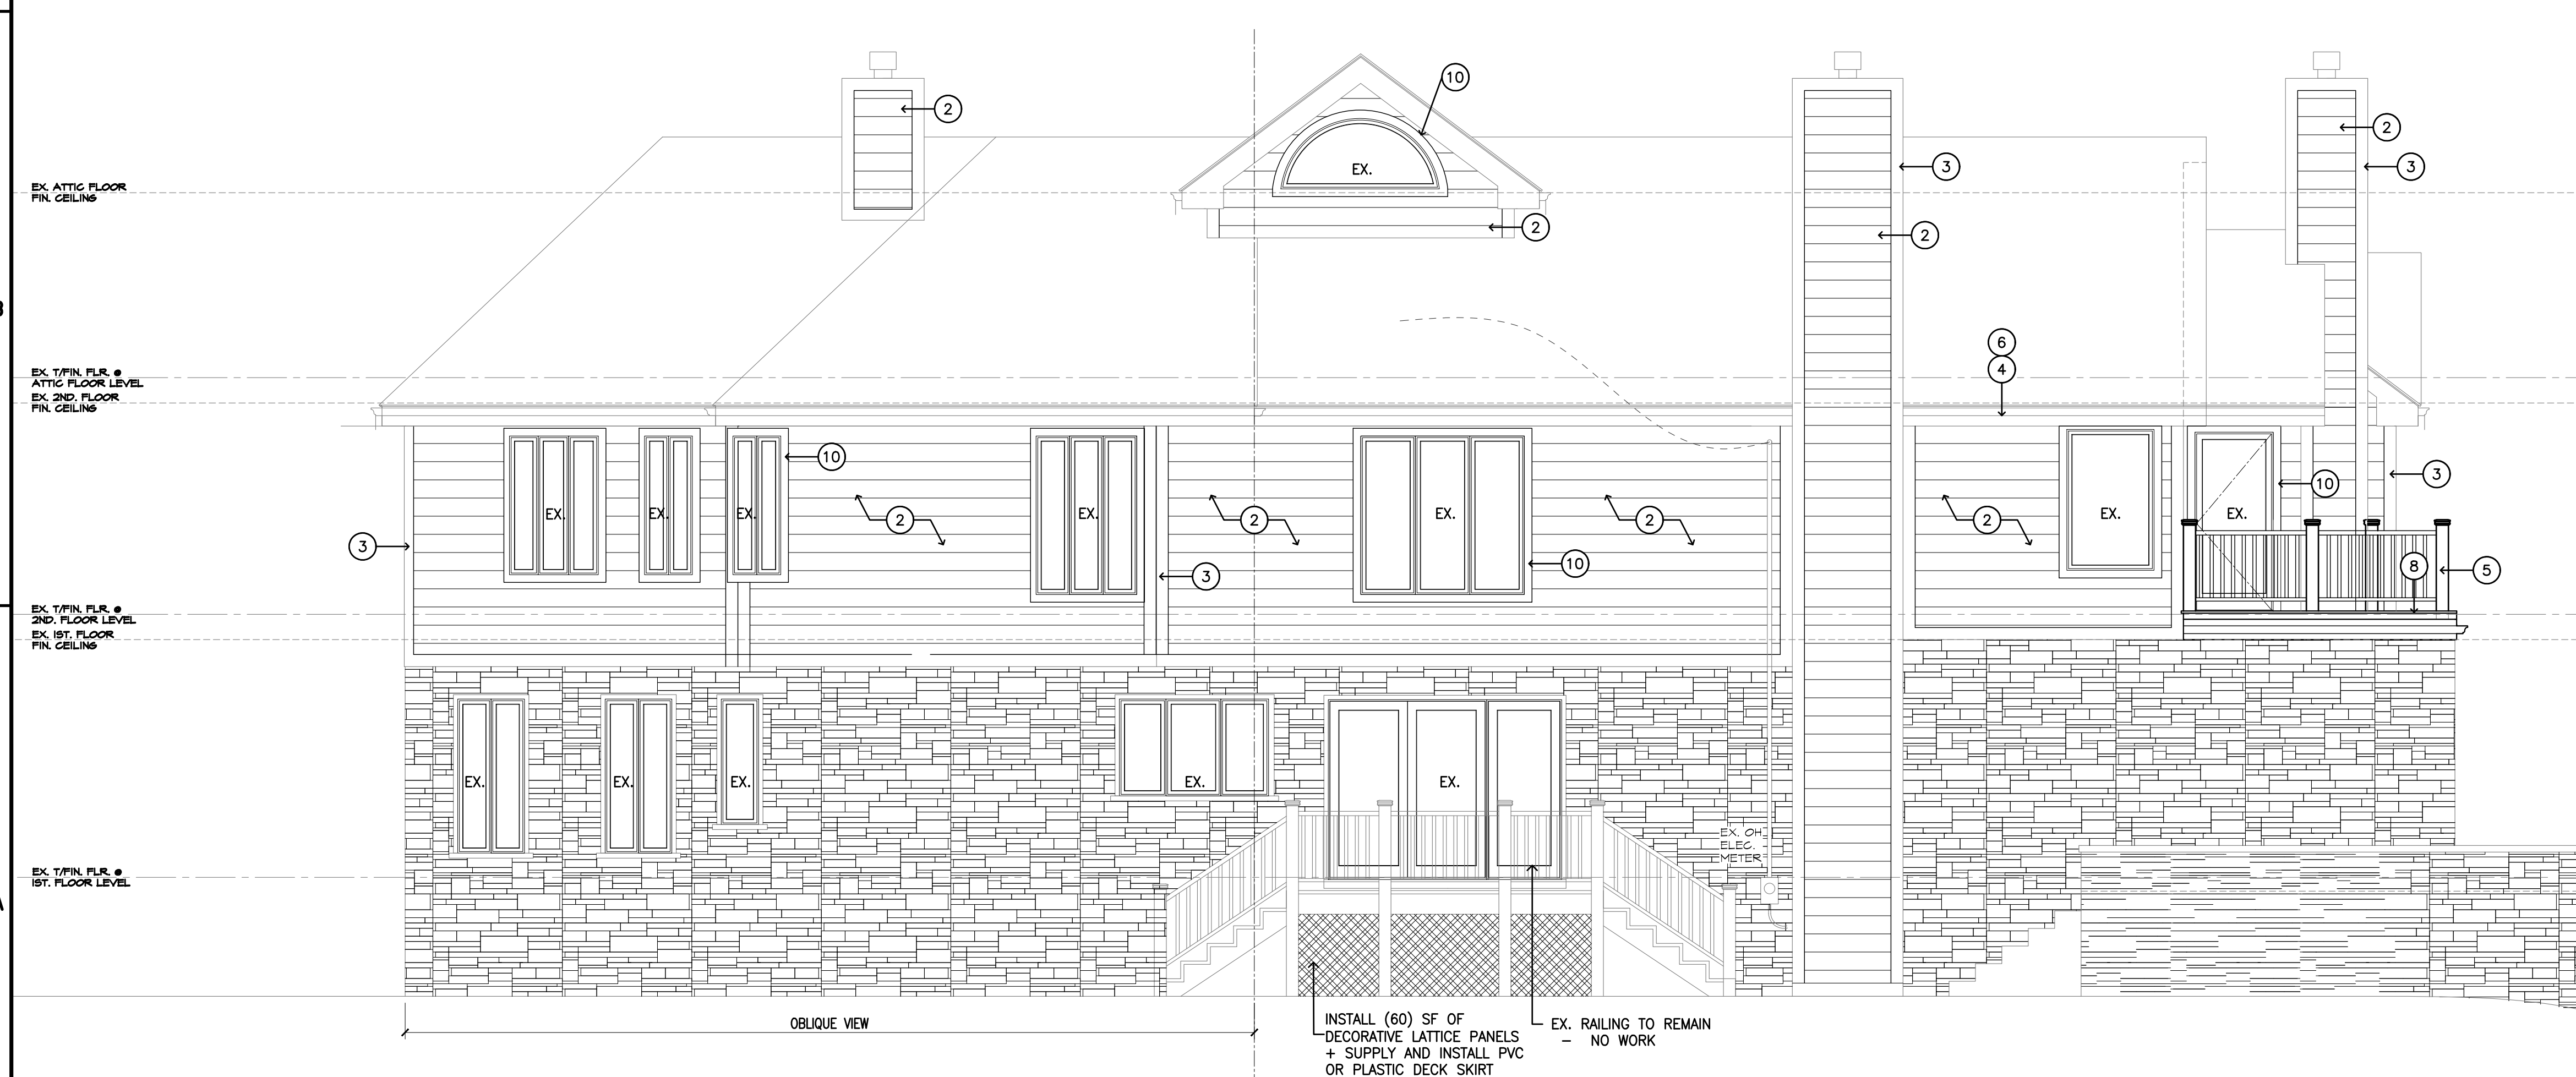 10
2
2
EX.
3
3
EX. ATTIC FLOOR
FIN. CEILING
2
2
6
4
EX. T/FIN. FLR. @
ATTIC FLOOR LEVEL
EX. 2ND. FLOOR
FIN. CEILING
10
3
10
EX.
EX.
EX.
EX.
EX.
EX.
EX.
2
2
2
2
3
10
3
8
5
EX. T/FIN. FLR. @
2ND. FLOOR LEVEL
EX. 1ST. FLOOR
FIN. CEILING
EX.
EX.
EX.
EX.
EX.
EX. OH
ELEC.
METER
EX. T/FIN. FLR. @
1ST. FLOOR LEVEL
OBLIQUE VIEW
INSTALL (60) SF OF
DECORATIVE LATTICE PANELS
+ SUPPLY AND INSTALL PVC
OR PLASTIC DECK SKIRT
EX. RAILING TO REMAIN
- NO WORK